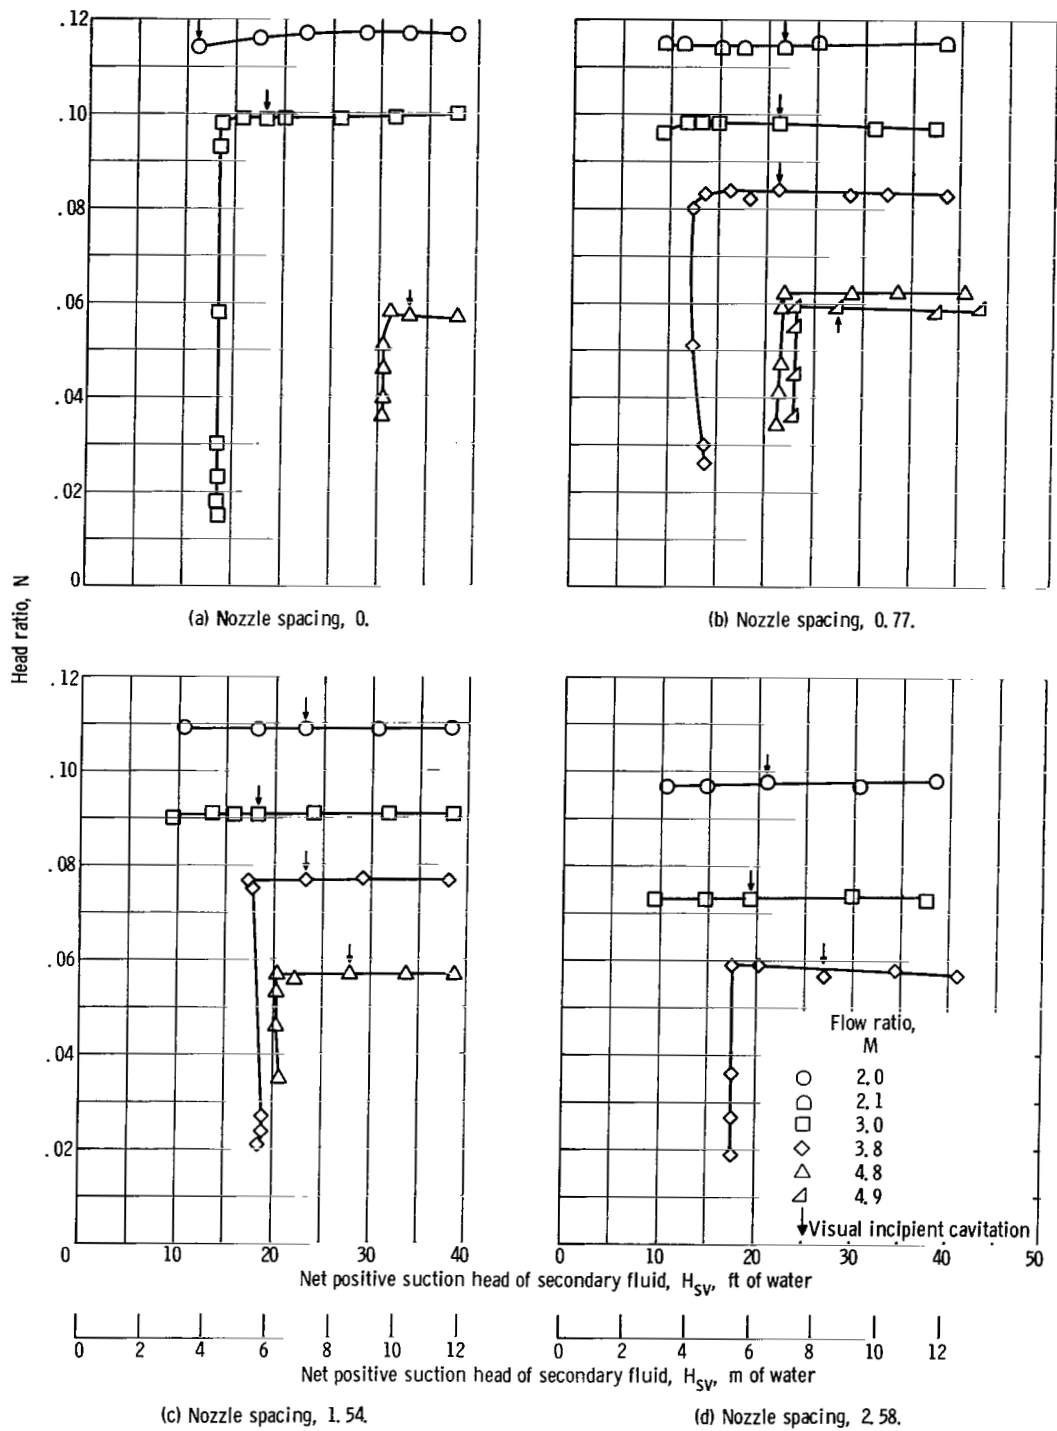 .12
.10
.08
.06
.04
.02
0
(a) Nozzle spacing, 0.
(b) Nozzle spacing, 0.77.
Head ratio, N
.12
.10
.08
.06
.04
.02
0 10 20 30 40
0 10 20 30 40 50
Flow ratio,
M
2.0
2.1
3.0
3.8
4.8
4.9
Visual incipient cavitation
Net positive suction head of secondary fluid, Hsv, ft of water
0 2 4 6 8 10 12
0 2 4 6 8 10 12
Net positive suction head of secondary fluid, Hsv, m of water
(c) Nozzle spacing, 1.54.
(d) Nozzle spacing, 2.58.